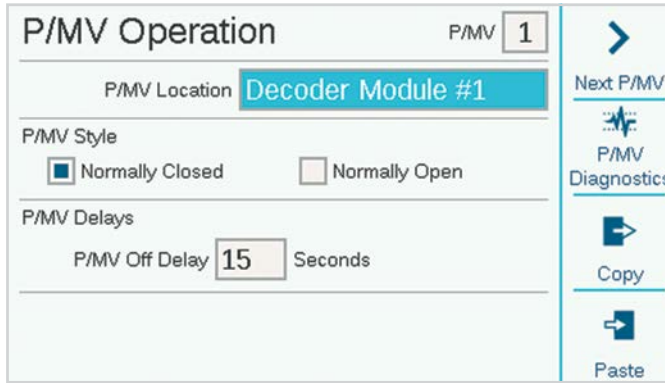 P/MV Operation
P/MV 1
P/MV Location Decoder Module #1
P/MV Style
Normally Closed Normally Open
P/MV Delays
P/MV Off Delay 15 Seconds
Next P/MV
P/MV
Diagnostics
Copy
Paste